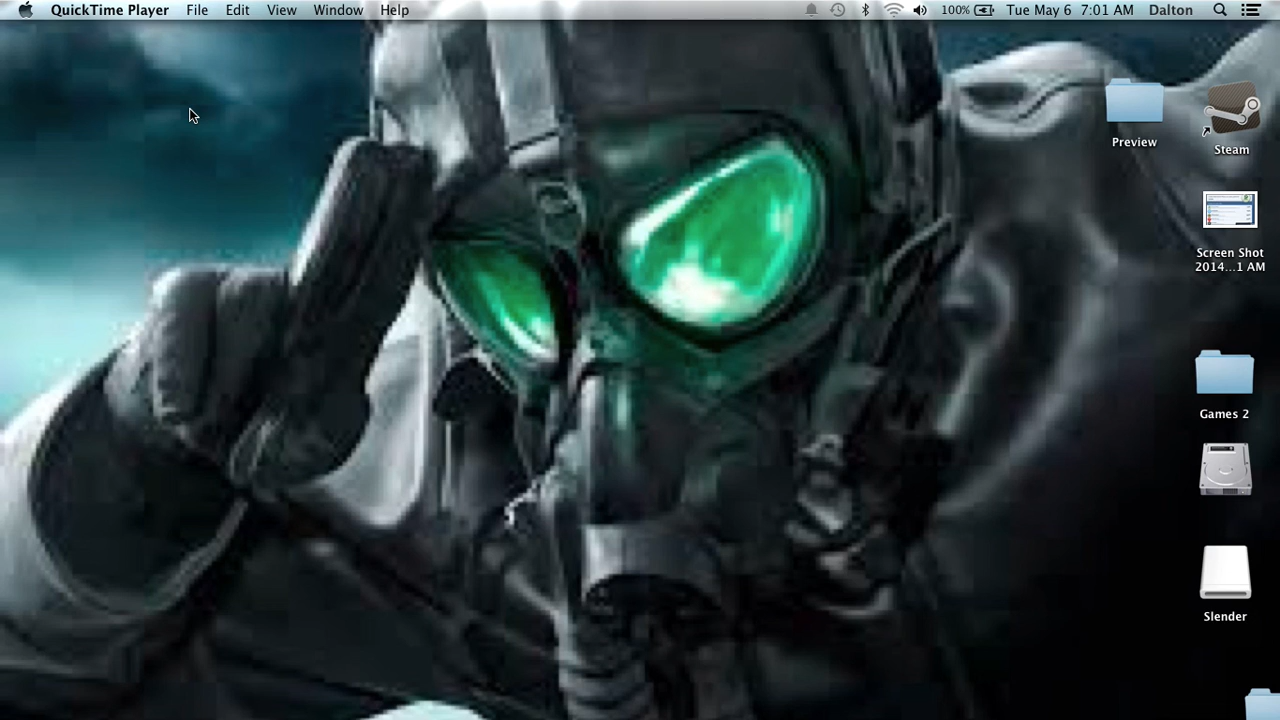 QuickTime Player File Edit View Window Help 100% Tue May 6 7:01 AM Dalton
Preview
Steam
Screen Shot
2014...1 AM
Games 2
Slender